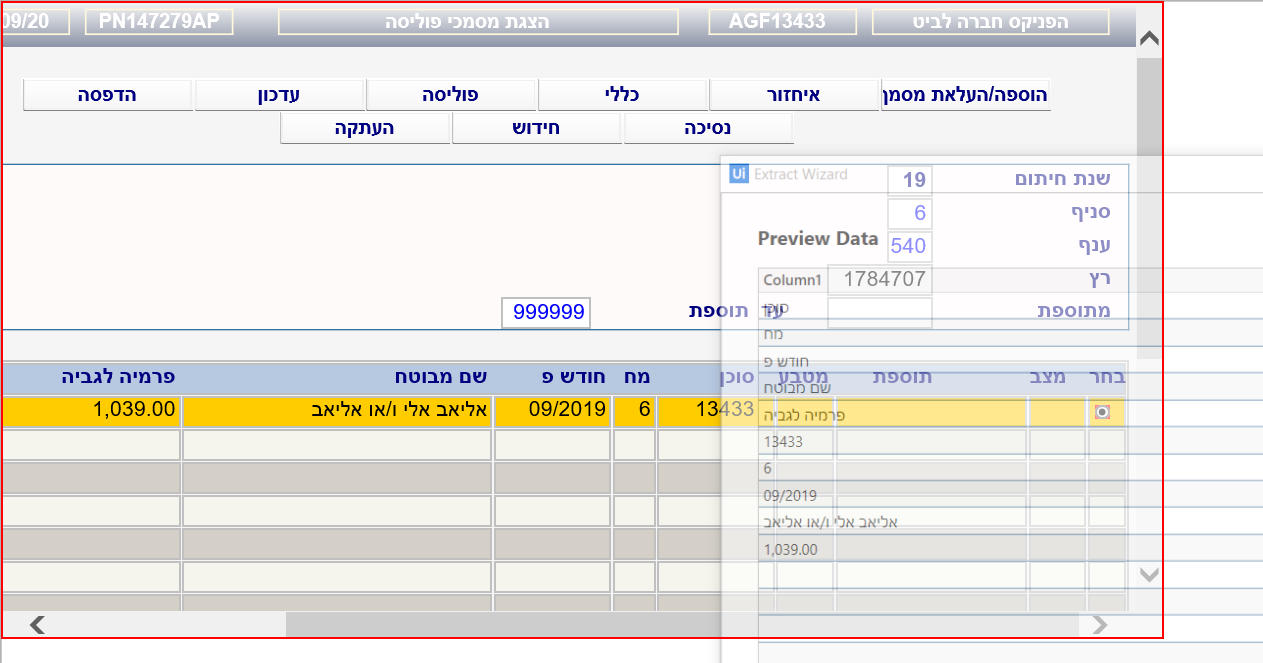 הפניקס חברה לביט AGF13433 הצגת מסמכי פוליסה PN147279AP 09/20
הוספה/העלאת מסמך איחזור כללי פוליסה עדכון הדפסה
נסיכה חידוש העתקה
Ui Extract Wizard
שנת חיתום 19
סניף 6
Preview Data
ענף 540
רץ 1784707
Column1
מתוספת עד תוספת 999999
סוכן
מח
חודש פ
שם מבוטח
פרמיה לגביה
13433
6
09/2019
אליאב אלי ו/או אליאב
1,039.00
בחר מצב תוספת מטבע סוכן מח חודש פ שם מבוטח פרמיה לגביה
13433 6 09/2019 אליאב אלי ו/או אליאב 1,039.00